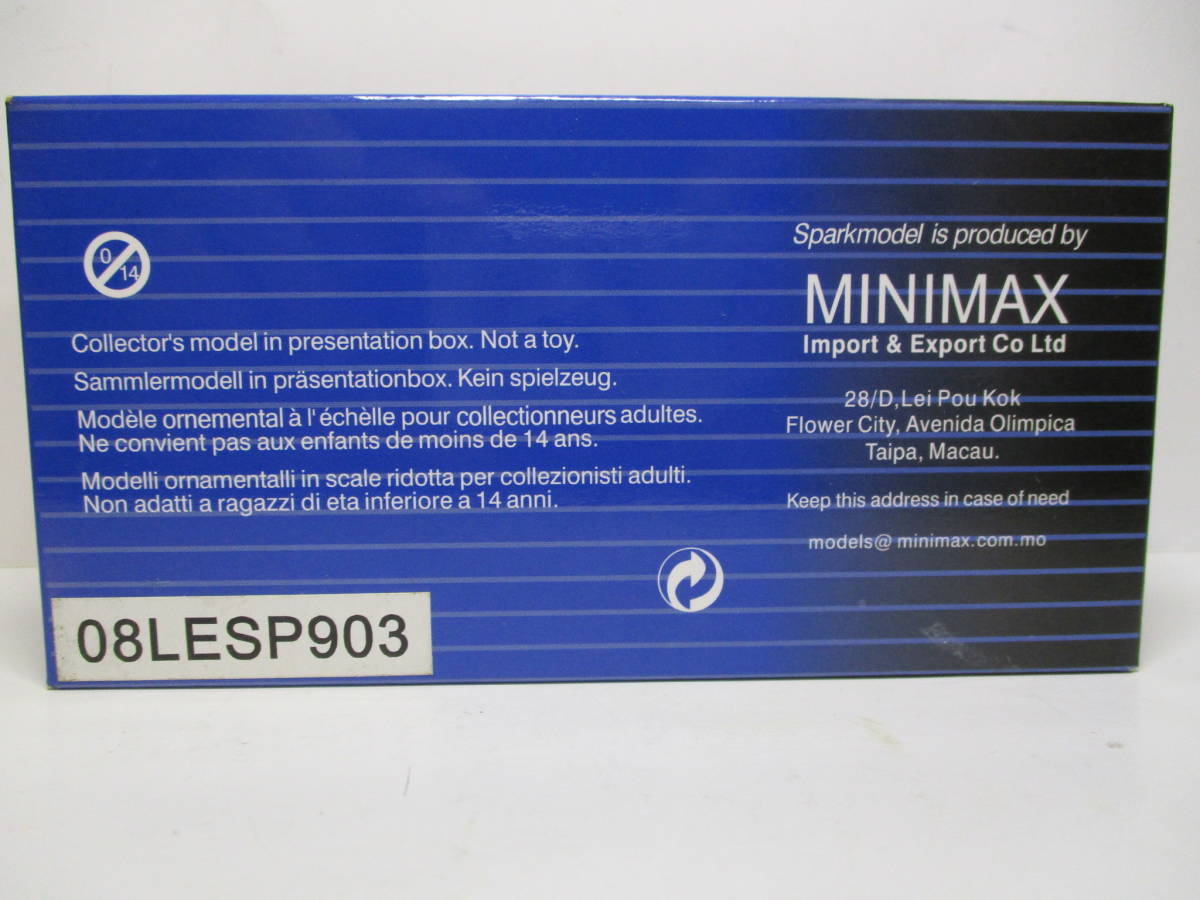 0
14
Collector's model in presentation box. Not a toy.
Sammlermodell in präsentationbox. Kein spielzeug.
Modèle ornemental à l'échèlle pour collectionneurs adultes.
Ne convient pas aux enfants de moins de 14 ans.
Modelli ornamentalli in scale ridotta per collezionisti adulti.
Non adatti a ragazzi di eta inferiore a 14 anni.
08LESP903
Sparkmodel is produced by
MINIMAX
Import & Export Co Ltd
28/D,Lei Pou Kok
Flower City, Avenida Olimpica
Taipa, Macau.
Keep this address in case of need
models@ minimax.com.mo